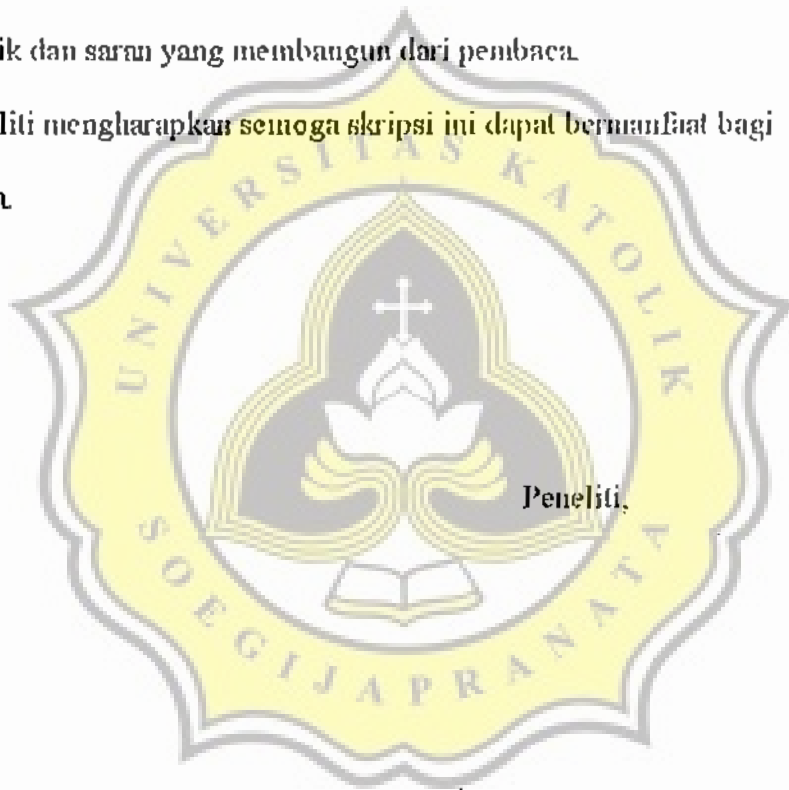 ik dan saran yang membangun dari pembaca.
liti mengharapkan semoga skripsi ini dapat bermanfaat bagi
a.
UNIVERSITAS KATOLIK
Peneliti,
SOEGIJAPRANATA